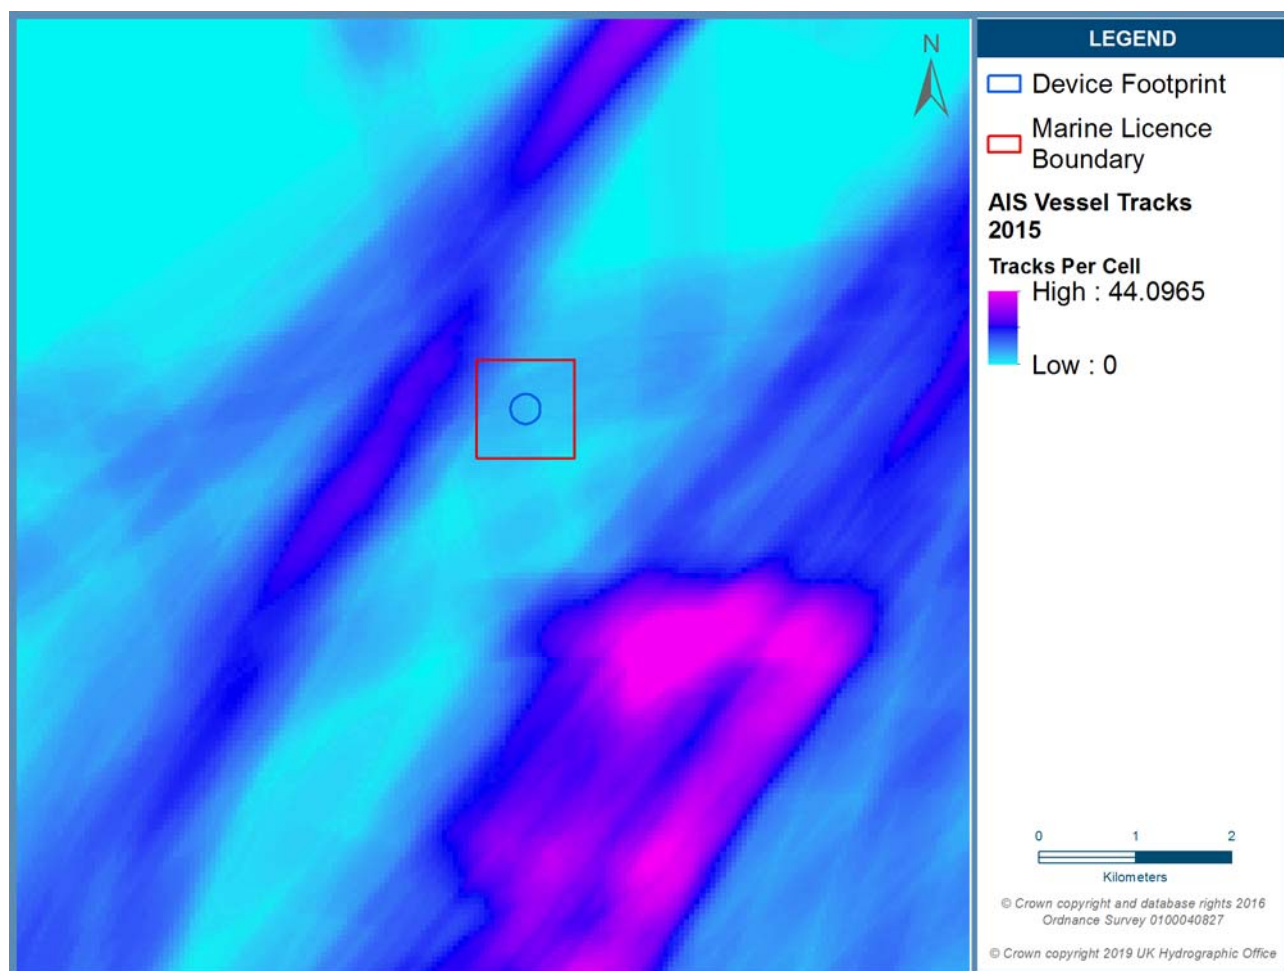 N
LEGEND
Device Footprint
Marine Licence
Boundary
AIS Vessel Tracks
2015
Tracks Per Cell
High : 44.0965
Low : 0
0 1 2
Kilometers
© Crown copyright and database rights 2016
Ordnance Survey 0100040827
© Crown copyright 2019 UK Hydrographic Office